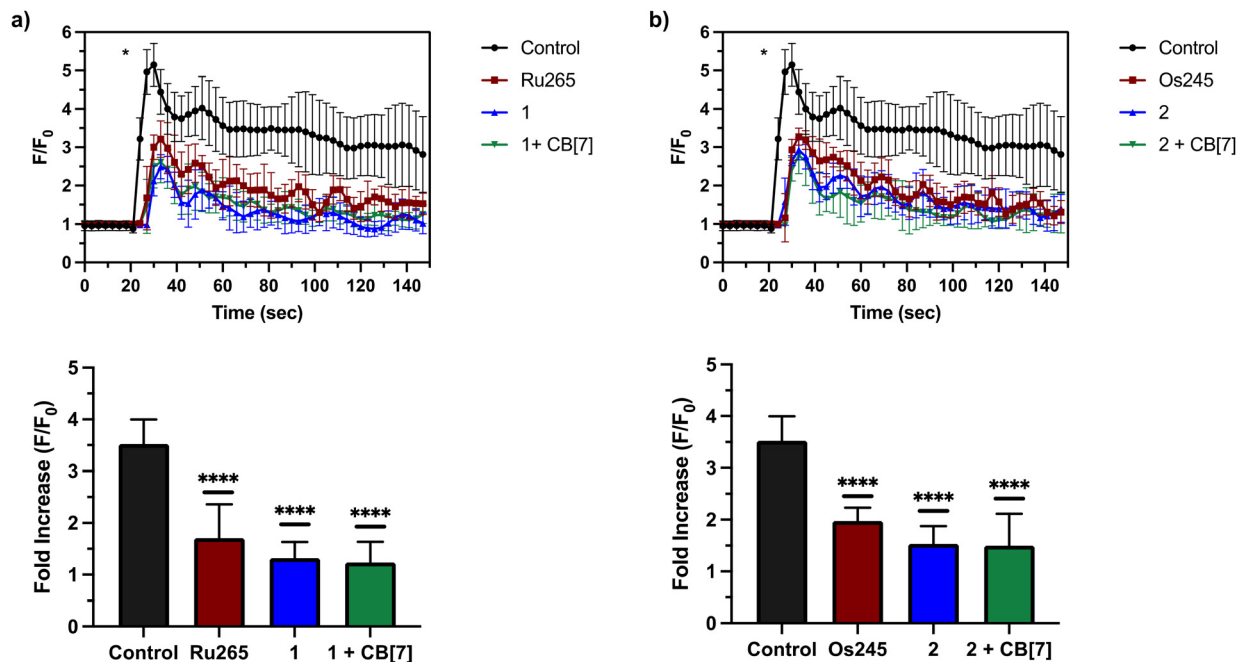 a)
F/F0
6
5
4
3
2
1
0
*
0 20 40 60 80 100 120 140
Time (sec)
Control
Ru265
1
1+ CB[7]
b)
F/F0
6
5
4
3
2
1
0
*
0 20 40 60 80 100 120 140
Time (sec)
Control
Os245
2
2 + CB[7]
Fold Increase (F/F0)
5
4
3
2
1
0
**** **** ****
Control Ru265 1 1 + CB[7]
Fold Increase (F/F0)
5
4
3
2
1
0
**** **** ****
Control Os245 2 2 + CB[7]